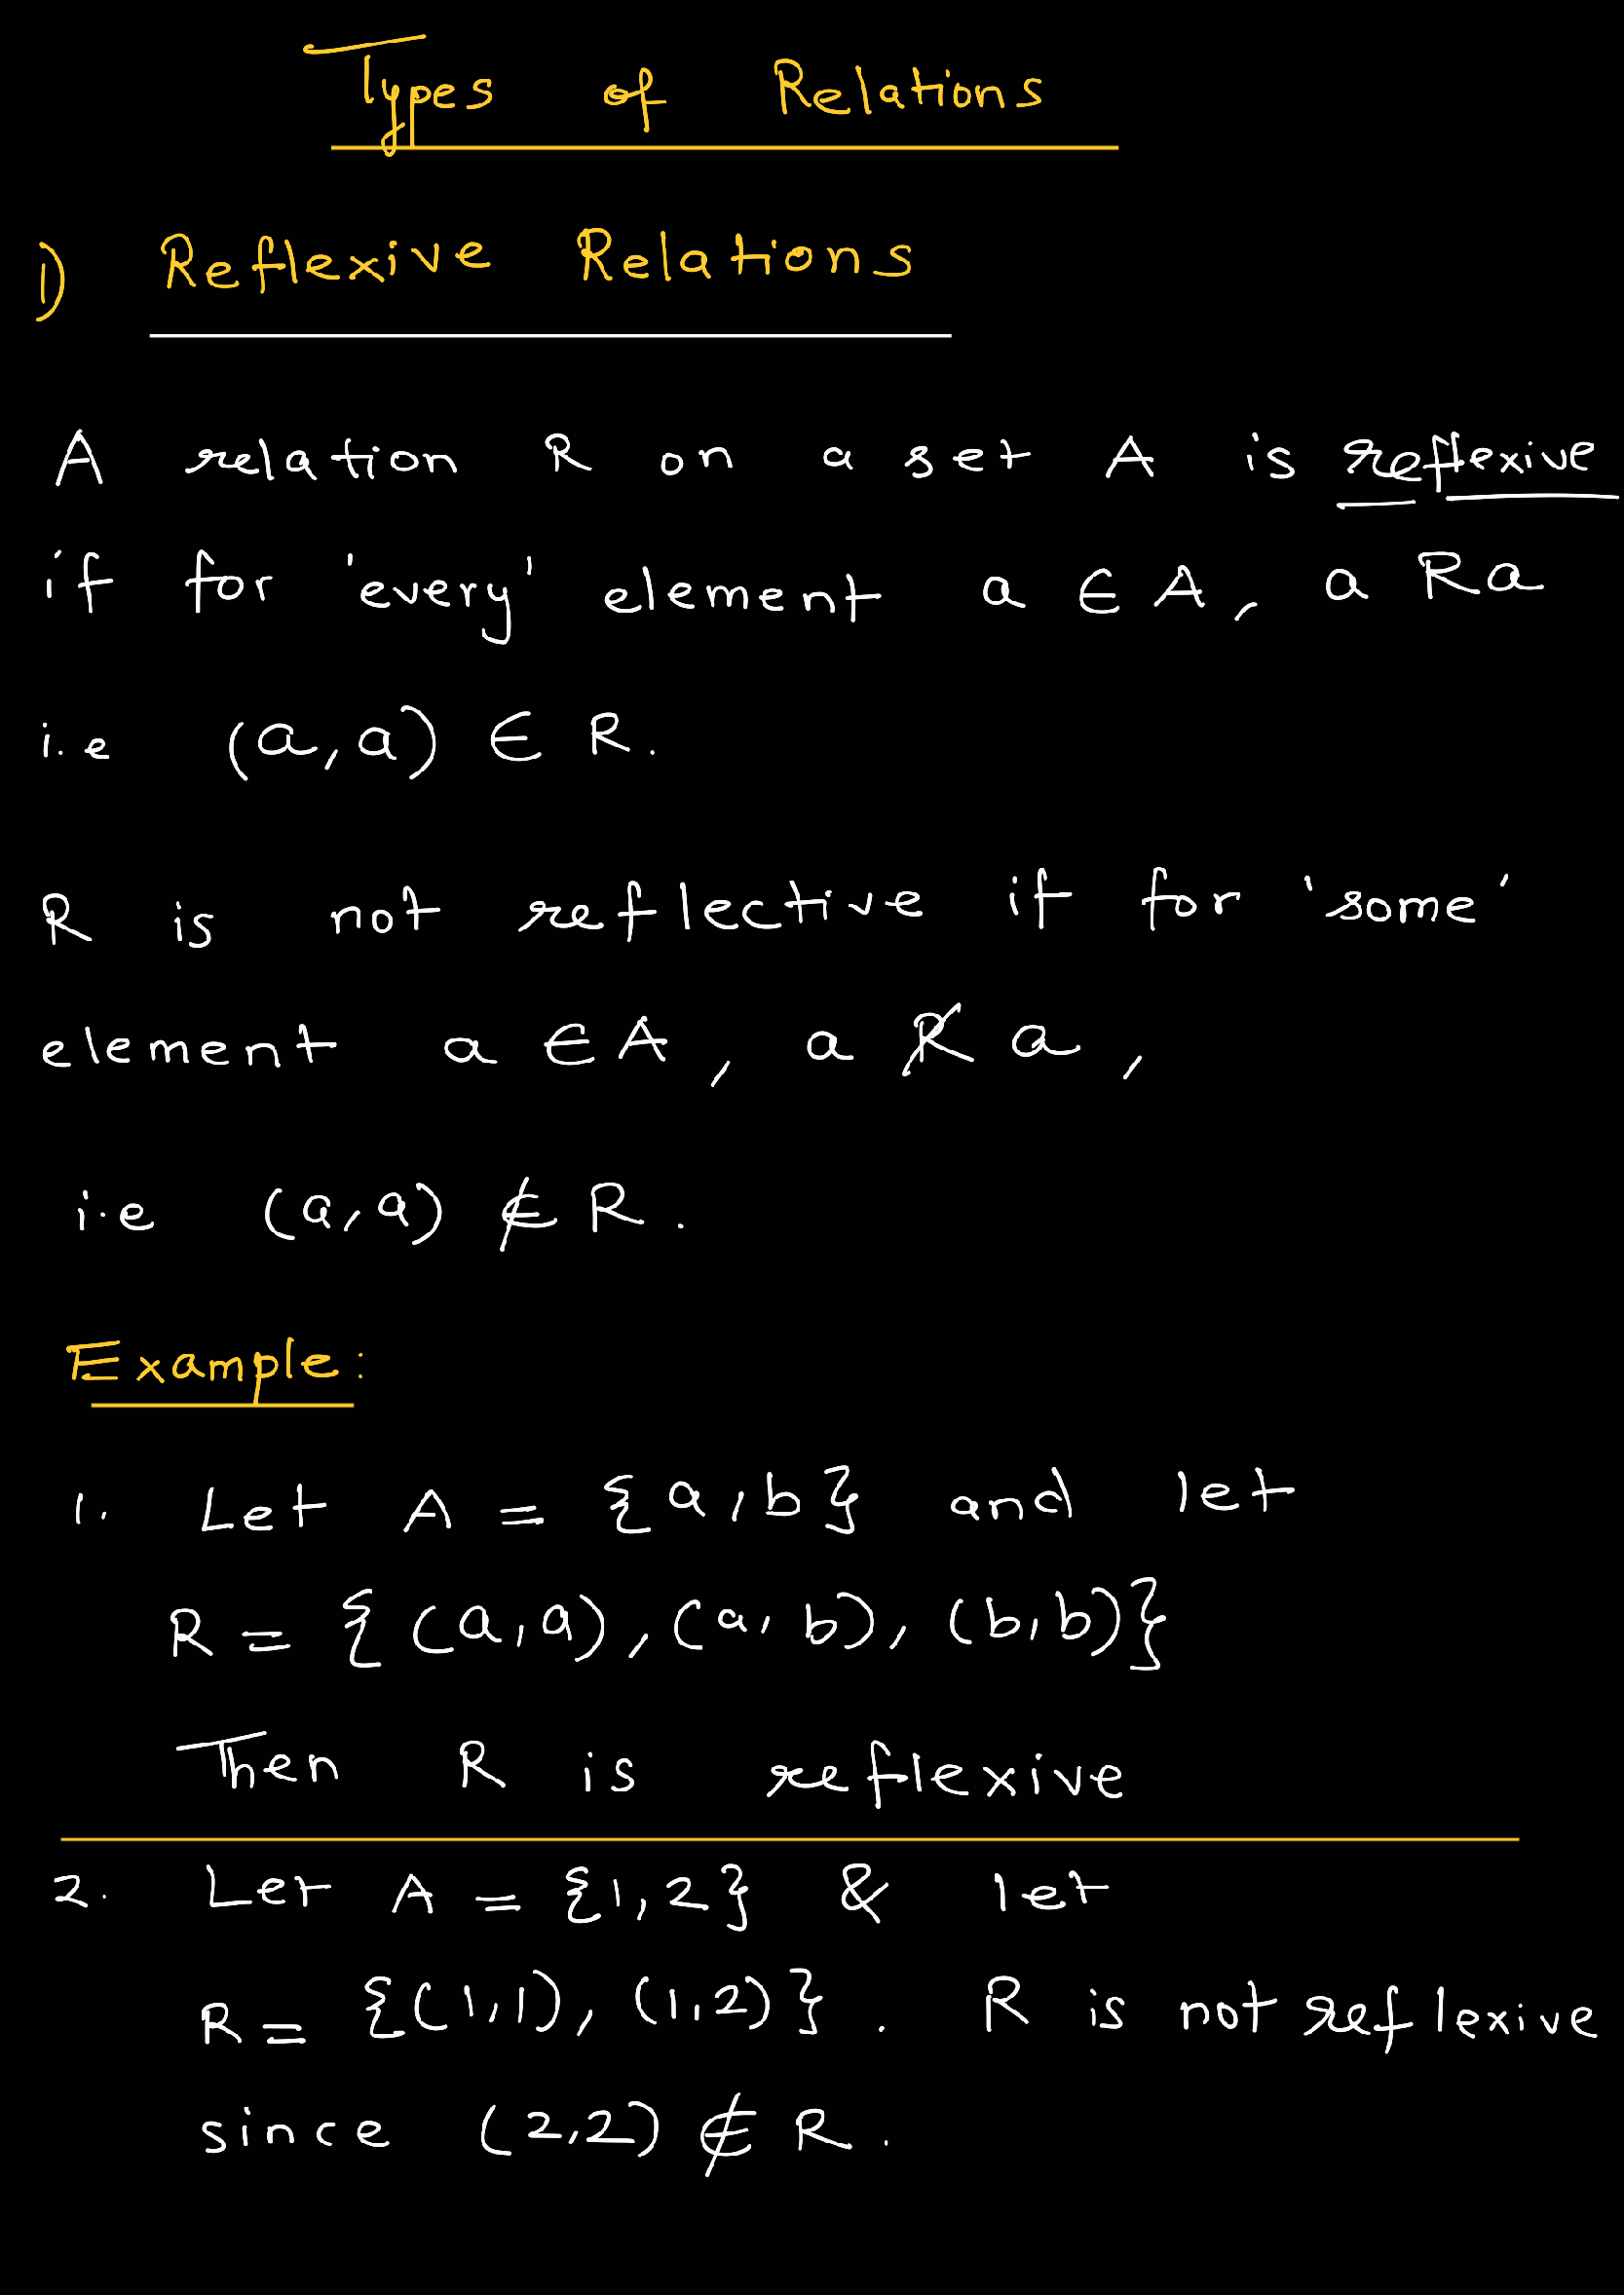 Types of Relations
1) Reflexive Relations
A relation R on a set A is reflexive
if for 'every' element a ∈ A, a R a
i.e (a,a) ∈ R.
R is not reflective if for 'some'
element a ∈ A, a R̸ a,
i.e (a,a) ∉ R.
Example:
1. Let A = {a,b} and let
R = { (a,a), (a,b), (b,b)}
Then R is reflexive
2. Let A = {1,2} & let
R = {(1,1), (1,2)}. R is not reflexive
since (2,2) ∉ R.